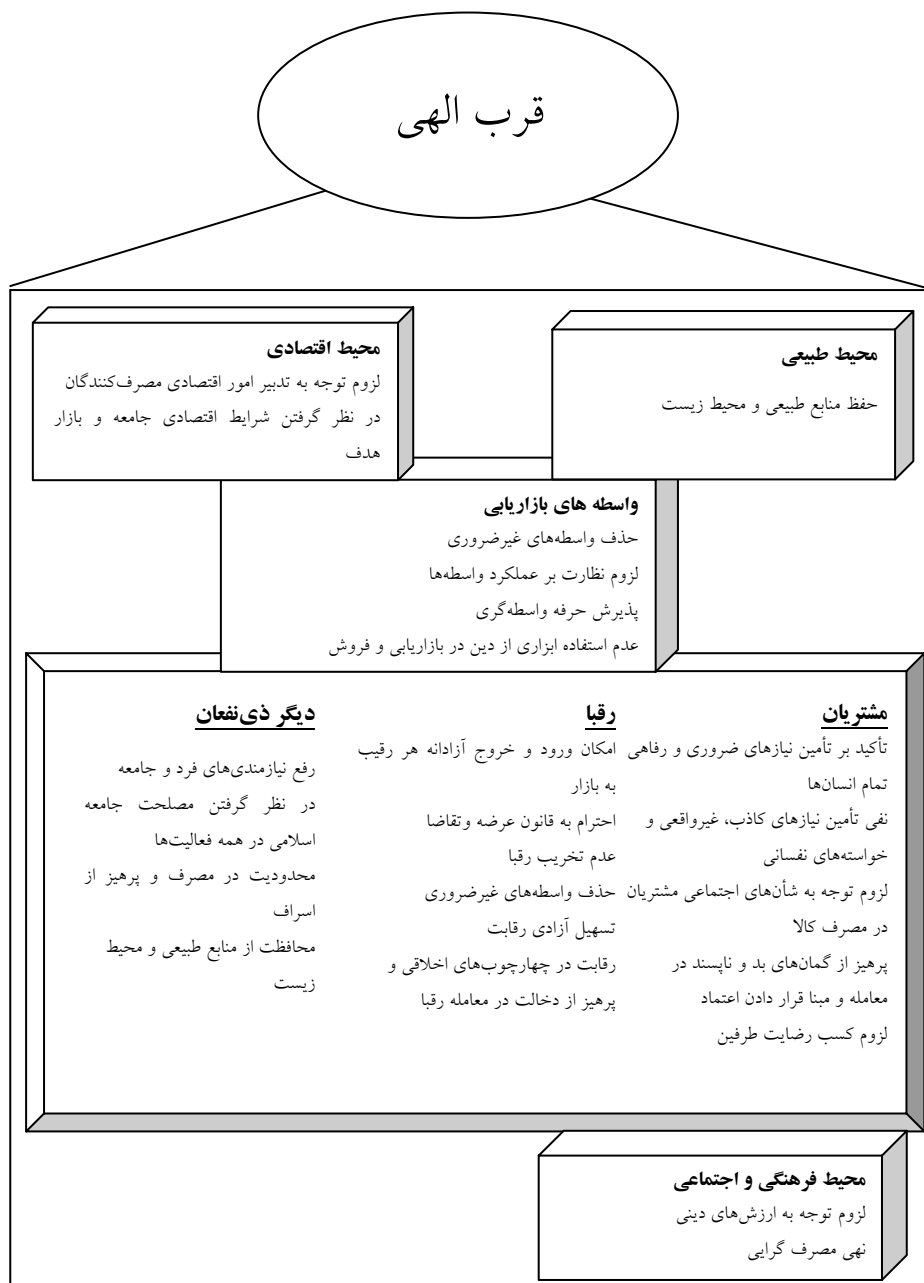 قرب الهی
محیط طبیعی
حفظ منابع طبیعی و محیط زیست
محیط اقتصادی
لزوم توجه به تدبیر امور اقتصادی مصرف‌کنندگان
در نظر گرفتن شرایط اقتصادی جامعه و بازار
هدف
واسطه های بازاریابی
حذف واسطه‌های غیرضروری
لزوم نظارت بر عملکرد واسطه‌ها
پذیرش حرفه واسطه‌گری
عدم استفاده ابزاری از دین در بازاریابی و فروش
مشتریان
تأکید بر تأمین نیازهای ضروری و رفاهی
تمام انسان‌ها
نفی تأمین نیازهای کاذب، غیرواقعی و
خواسته‌های نفسانی
لزوم توجه به شأن‌های اجتماعی مشتریان
در مصرف کالا
پرهیز از گمان‌های بد و ناپسند در
معامله و مبنا قرار دادن اعتماد
لزوم کسب رضایت طرفین
رقبا
امکان ورود و خروج آزادانه هر رقیب
به بازار
احترام به قانون عرضه وتقاضا
عدم تخریب رقبا
حذف واسطه‌های غیرضروری
تسهیل آزادی رقابت
رقابت در چهارچوب‌های اخلاقی و
پرهیز از دخالت در معامله رقبا
دیگر ذی‌نفعان
رفع نیازمندی‌های فرد و جامعه
در نظر گرفتن مصلحت جامعه
اسلامی در همه فعالیت‌ها
محدودیت در مصرف و پرهیز از
اسراف
محافظت از منابع طبیعی و محیط
زیست
محیط فرهنگی و اجتماعی
لزوم توجه به ارزش‌های دینی
نهی مصرف گرایی